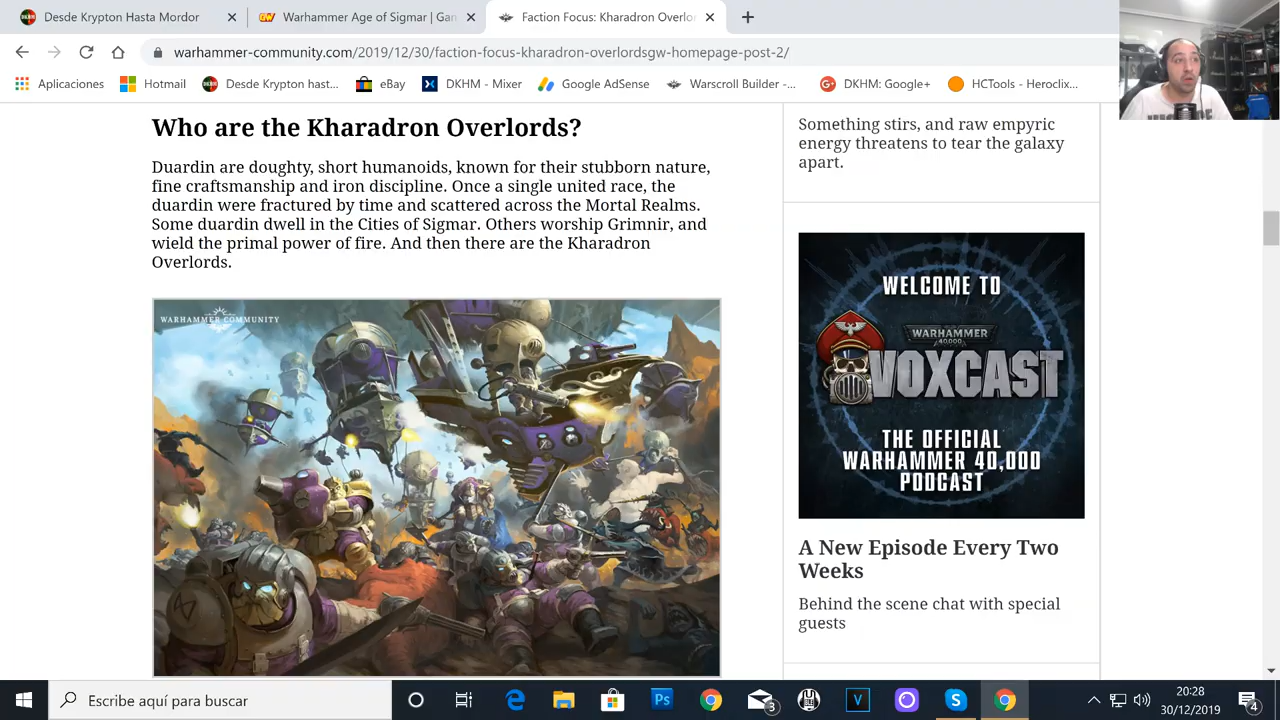 Desde Krypton Hasta Mordor
Warhammer Age of Sigmar | Gan
Faction Focus: Kharadron Overlo
warhammer-community.com/2019/12/30/faction-focus-kharadron-overlordsgw-homepage-post-2/
Aplicaciones
Hotmail
Desde Krypton hast...
eBay
DKHM - Mixer
Google AdSense
Warscroll Builder -...
DKHM: Google+
HCTools - Heroclix...
Who are the Kharadron Overlords?
Duardin are doughty, short humanoids, known for their stubborn nature,
fine craftsmanship and iron discipline. Once a single united race, the
duardin were fractured by time and scattered across the Mortal Realms.
Some duardin dwell in the Cities of Sigmar. Others worship Grimnir, and
wield the primal power of fire. And then there are the Kharadron
Overlords.
WARHAMMER COMMUNITY
Something stirs, and raw empyric
energy threatens to tear the galaxy
apart.
WELCOME TO
WARHAMMER
40,000
VOXCAST
THE OFFICIAL
WARHAMMER 40,000
PODCAST
A New Episode Every Two
Weeks
Behind the scene chat with special
guests
Escribe aquí para buscar
20:28
30/12/2019